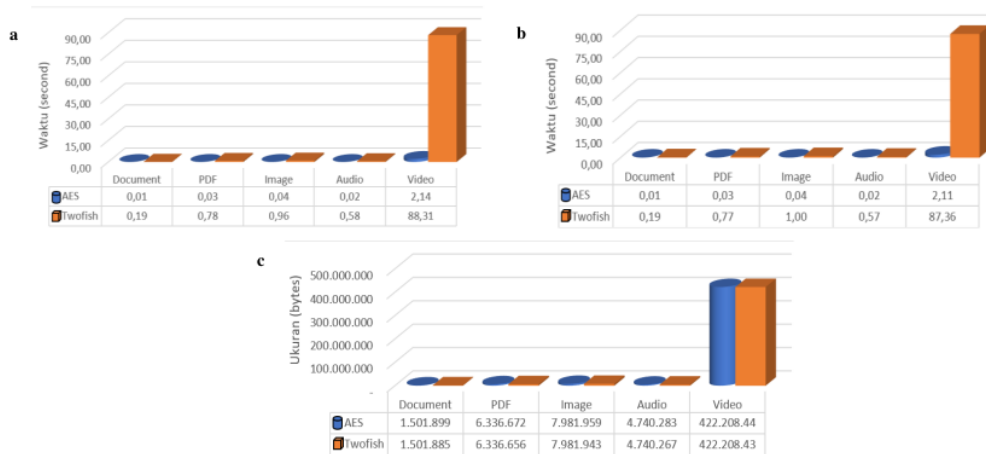 a
Waktu (second)
90,00
75,00
60,00
45,00
30,00
15,00
0,00
Document PDF Image Audio Video
AES 0,01 0,03 0,04 0,02 2,14
Twofish 0,19 0,78 0,96 0,58 88,31
b
Waktu (second)
90,00
75,00
60,00
45,00
30,00
15,00
0,00
Document PDF Image Audio Video
AES 0,01 0,03 0,04 0,02 2,11
Twofish 0,19 0,77 1,00 0,57 87,36
c
Ukuran (bytes)
500.000.000
400.000.000
300.000.000
200.000.000
100.000.000
-
Document PDF Image Audio Video
AES 1.501.899 6.336.672 7.981.959 4.740.283 422.208.44
Twofish 1.501.885 6.336.656 7.981.943 4.740.267 422.208.43